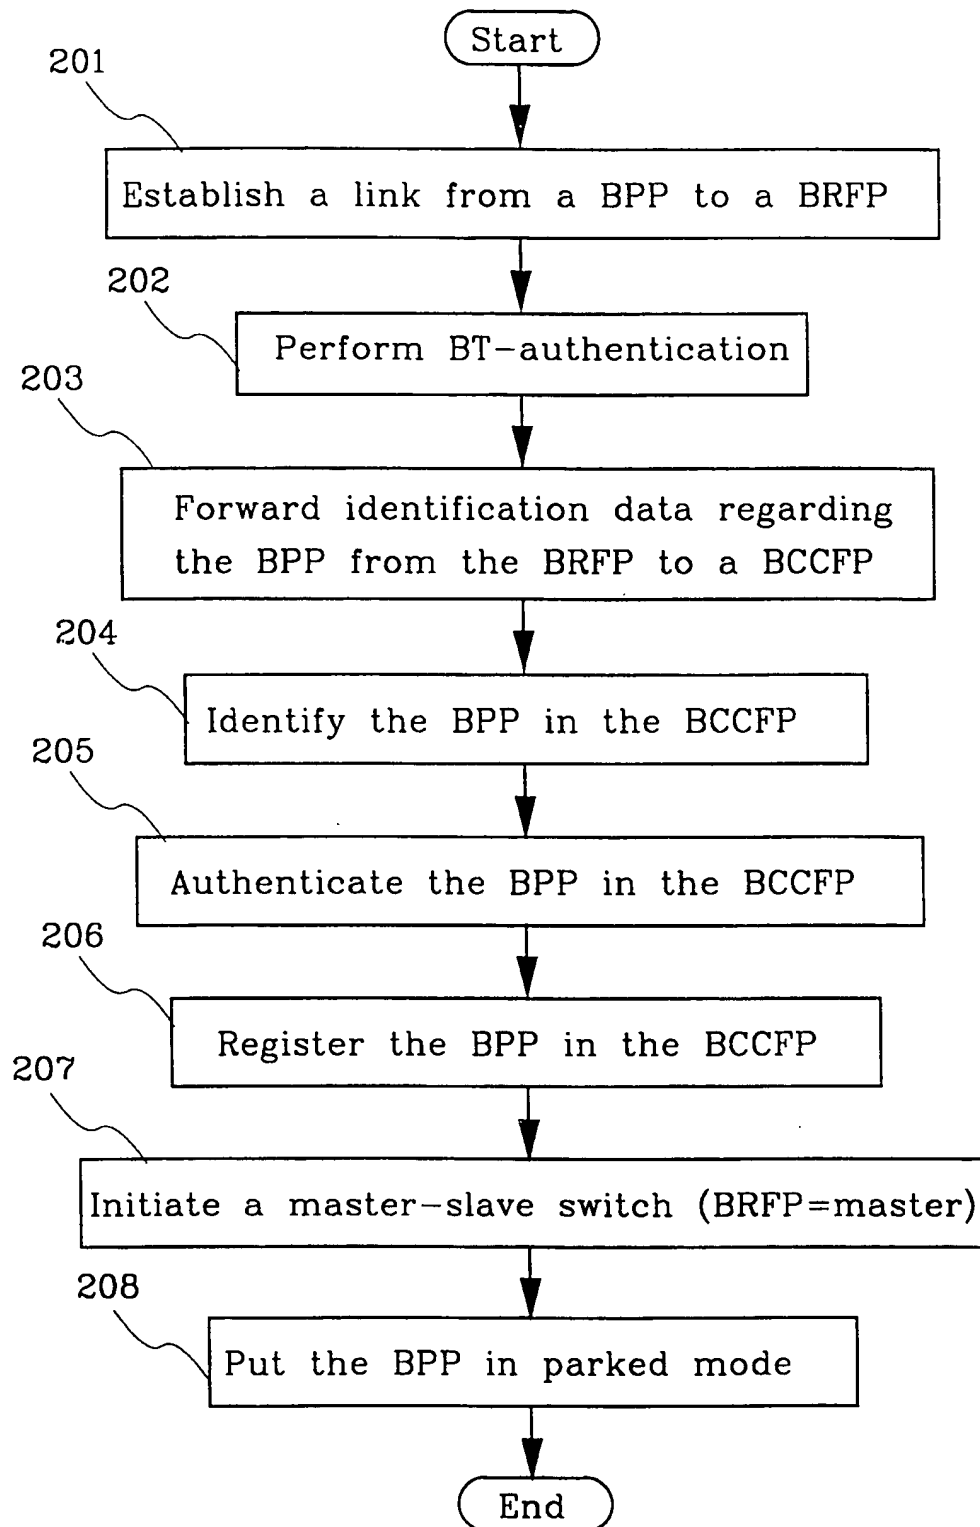 Start
201
Establish a link from a BPP to a BRFP
202
Perform BT-authentication
203
Forward identification data regarding
the BPP from the BRFP to a BCCFP
204
Identify the BPP in the BCCFP
205
Authenticate the BPP in the BCCFP
206
Register the BPP in the BCCFP
207
Initiate a master-slave switch (BRFP=master)
208
Put the BPP in parked mode
End